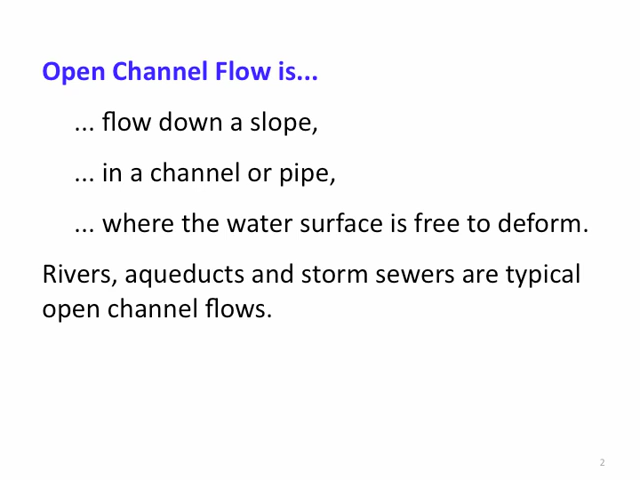 Open Channel Flow is...
... flow down a slope,
... in a channel or pipe,
... where the water surface is free to deform.
Rivers, aqueducts and storm sewers are typical
open channel flows.
2